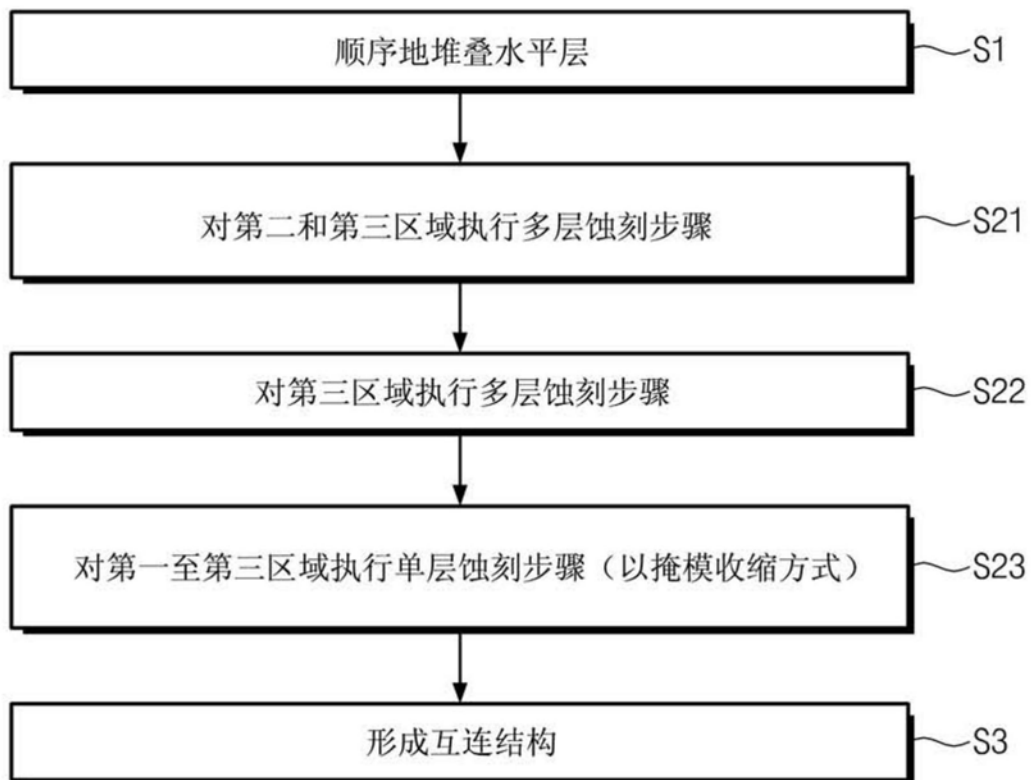 顺序地堆叠水平层
S1
对第二和第三区域执行多层蚀刻步骤
S21
对第三区域执行多层蚀刻步骤
S22
对第一至第三区域执行单层蚀刻步骤（以掩模收缩方式）
S23
形成互连结构
S3